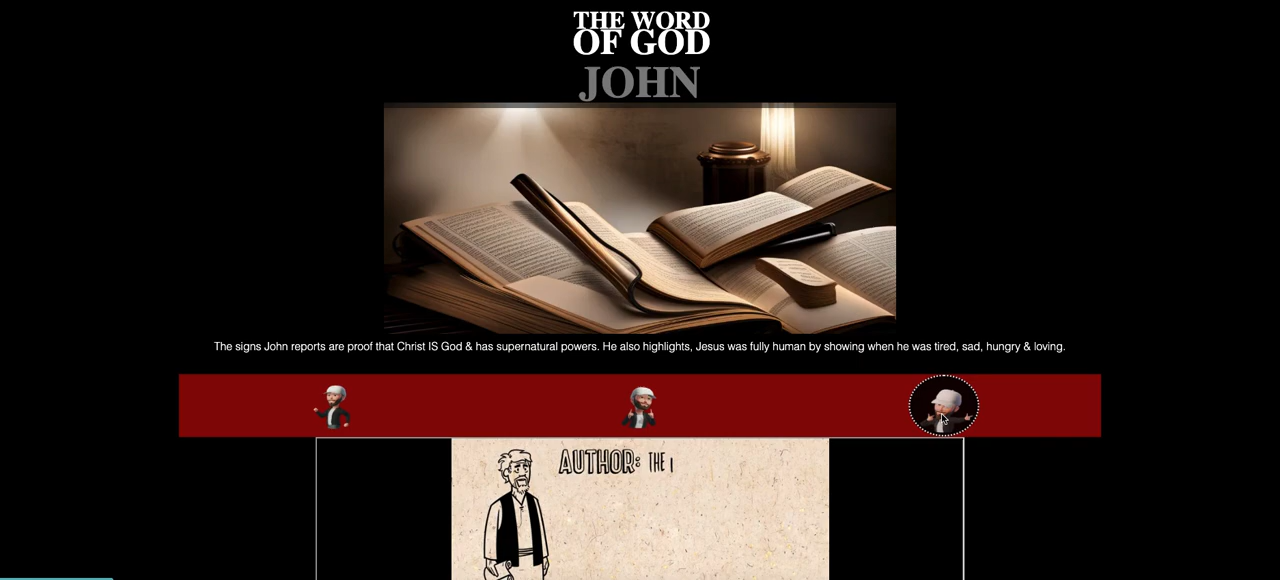 THE WORD
OF GOD
JOHN
The signs John reports are proof that Christ IS God & has supernatural powers. He also highlights, Jesus was fully human by showing when he was tired, sad, hungry & loving.
AUTHOR: THE